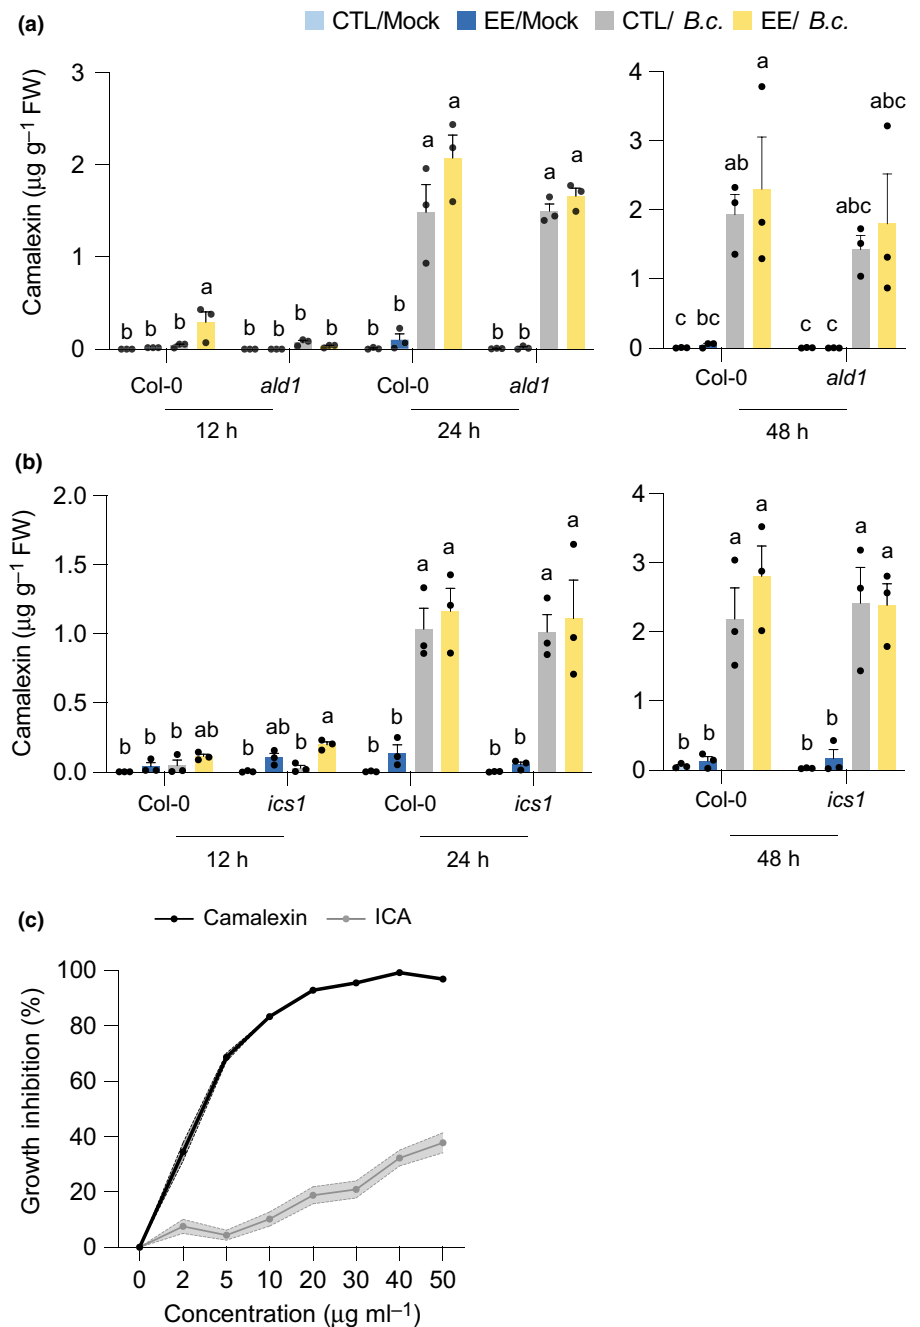 (a)
CTL/Mock EE/Mock CTL/ B.c. EE/ B.c.
Camalexin (µg g–1 FW)
3
2
1
0
b b b a b b b b b b a a b b a a
Col-0 ald1 Col-0 ald1
12 h 24 h
4
3
2
1
0
c bc ab a c c abc abc
Col-0 ald1
48 h
(b)
Camalexin (µg g–1 FW)
2.0
1.5
1.0
0.5
0.0
b b b ab b ab b a b b a a b b a a
Col-0 ics1 Col-0 ics1
12 h 24 h
4
3
2
1
0
b b a a b b a a
Col-0 ics1
48 h
(c)
Camalexin ICA
Growth inhibition (%)
100
80
60
40
20
0
0 2 5 10 20 30 40 50
Concentration (µg ml–1)